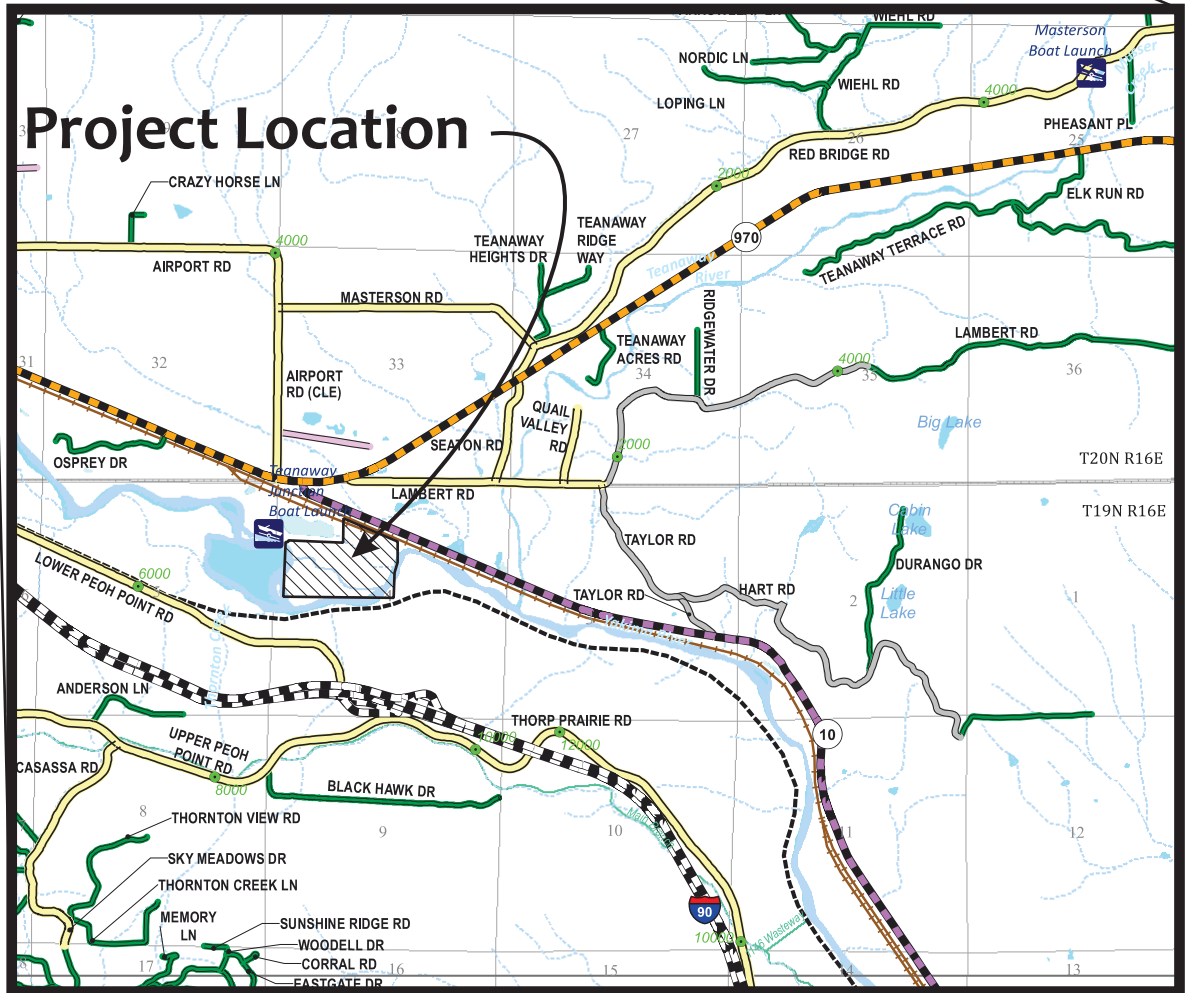 WIEHL RD
Masterson
Boat Launch
NORDIC LN
WIEHL RD
4000
LOPING LN
Project Location
27
26
PHEASANT PL
25
RED BRIDGE RD
CRAZY HORSE LN
2000
ELK RUN RD
TEANAWAY
RIDGE
WAY
TEANAWAY
HEIGHTS DR
4000
970
TEANAWAY TERRACE RD
AIRPORT RD
Teanaway
River
MASTERSON RD
RIDGEWATER DR
LAMBERT RD
TEANAWAY
ACRES RD
31
32
33
34
4000
35
36
AIRPORT
RD (CLE)
QUAIL
VALLEY
RD
Big Lake
SEATON RD
2000
OSPREY DR
T20N R16E
Teanaway
Junction
Boat Launch
LAMBERT RD
Cabin
Lake
T19N R16E
TAYLOR RD
DURANGO DR
LOWER PEOH POINT RD
6000
4
TAYLOR RD
HART RD
2
Little
Lake
1
ANDERSON LN
THORP PRAIRIE RD
10
UPPER PEOH
POINT RD
10000
12000
CASASSA RD
8000
BLACK HAWK DR
8
9
10
11
12
THORNTON VIEW RD
SKY MEADOWS DR
THORNTON CREEK LN
MEMORY
LN
SUNSHINE RIDGE RD
90
WOODELL DR
10000
CORRAL RD
17
16
15
14
13
EASTGATE DR